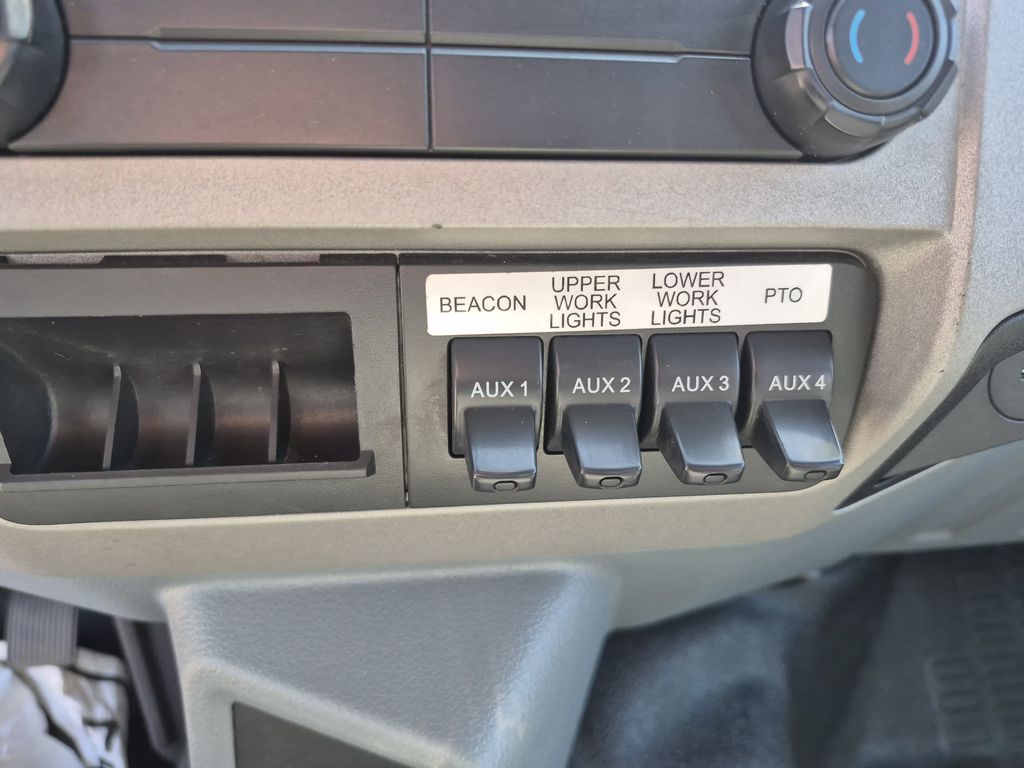 BEACON
UPPER
WORK
LIGHTS
LOWER
WORK
LIGHTS
PTO
AUX 1
AUX 2
AUX 3
AUX 4